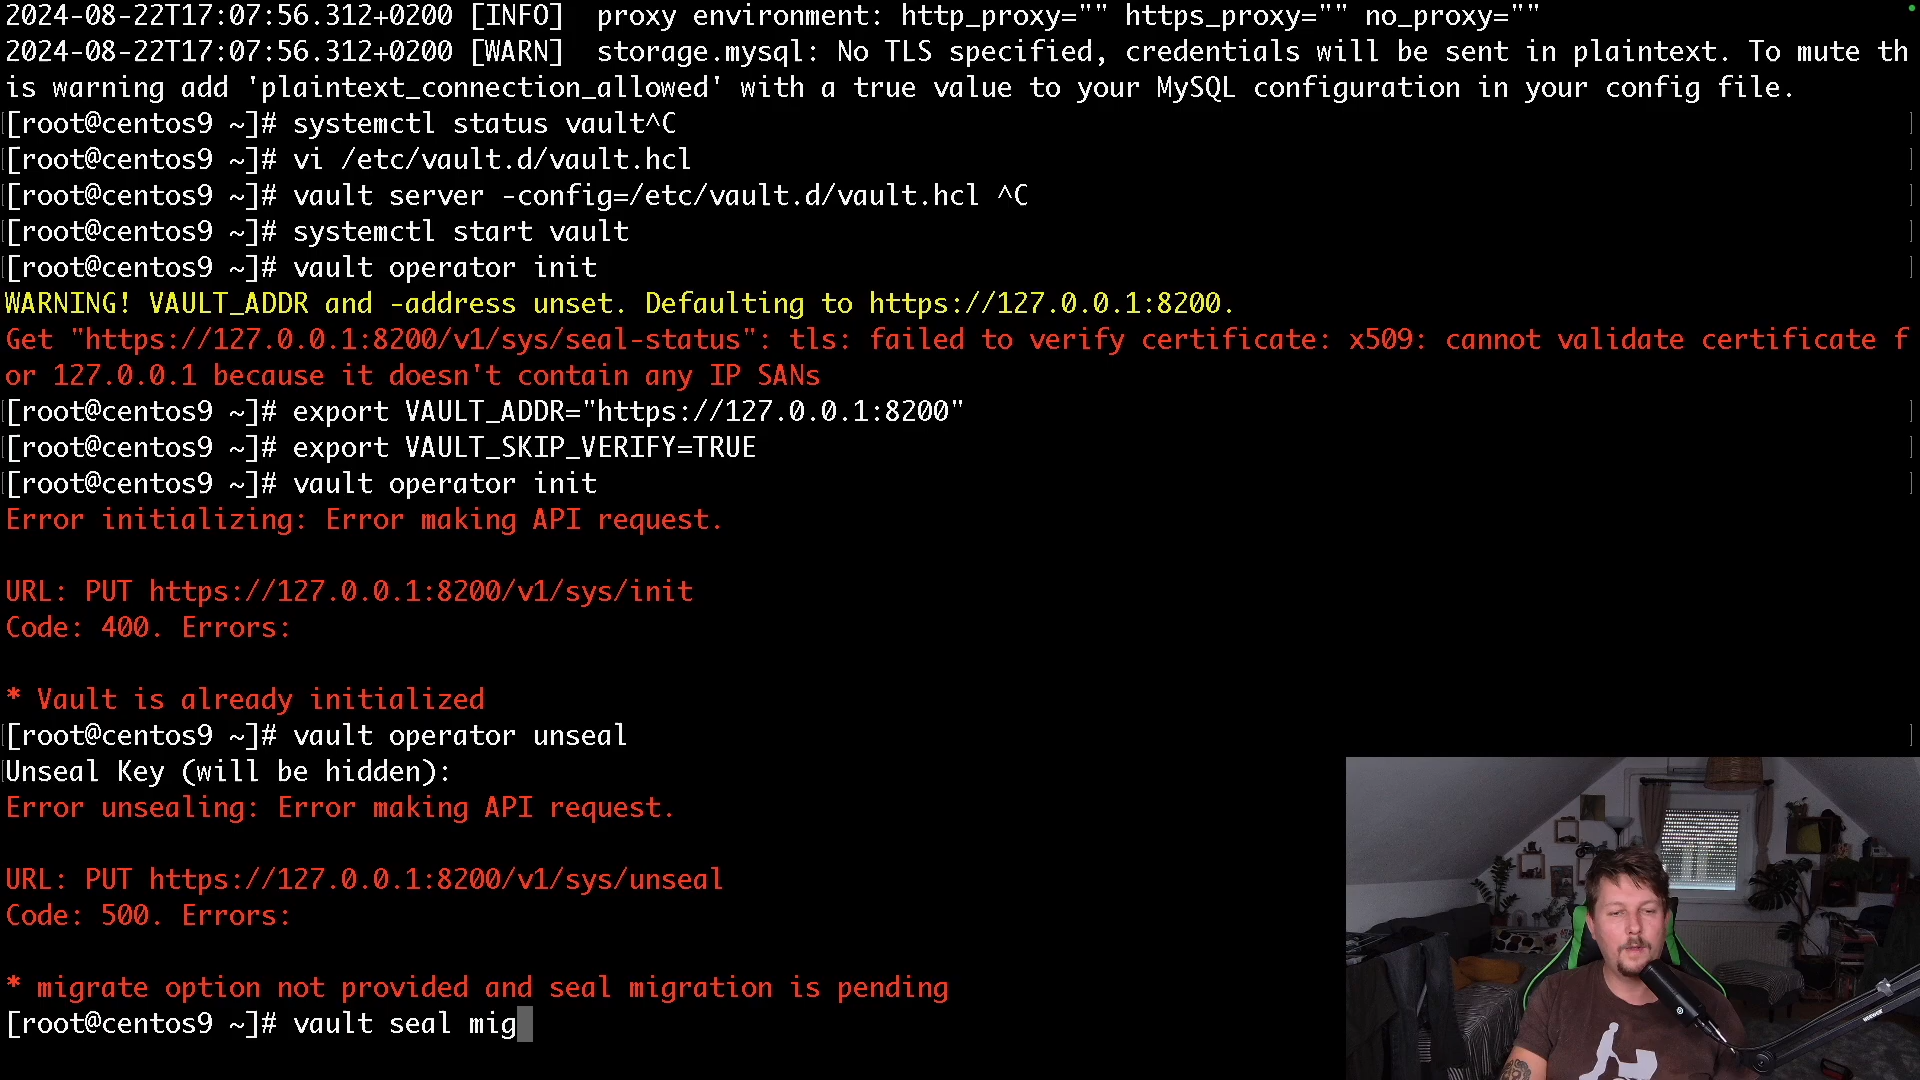 2024-08-22T17:07:56.312+0200 [INFO]  proxy environment: http_proxy="" https_proxy="" no_proxy=""
2024-08-22T17:07:56.312+0200 [WARN]  storage.mysql: No TLS specified, credentials will be sent in plaintext. To mute th
is warning add 'plaintext_connection_allowed' with a true value to your MySQL configuration in your config file.
[root@centos9 ~]# systemctl status vault^C
[root@centos9 ~]# vi /etc/vault.d/vault.hcl
[root@centos9 ~]# vault server -config=/etc/vault.d/vault.hcl ^C
[root@centos9 ~]# systemctl start vault
[root@centos9 ~]# vault operator init
WARNING! VAULT_ADDR and -address unset. Defaulting to https://127.0.0.1:8200.
Get "https://127.0.0.1:8200/v1/sys/seal-status": tls: failed to verify certificate: x509: cannot validate certificate f
or 127.0.0.1 because it doesn't contain any IP SANs
[root@centos9 ~]# export VAULT_ADDR="https://127.0.0.1:8200"
[root@centos9 ~]# export VAULT_SKIP_VERIFY=TRUE
[root@centos9 ~]# vault operator init
Error initializing: Error making API request.
URL: PUT https://127.0.0.1:8200/v1/sys/init
Code: 400. Errors:
* Vault is already initialized
[root@centos9 ~]# vault operator unseal
Unseal Key (will be hidden):
Error unsealing: Error making API request.
URL: PUT https://127.0.0.1:8200/v1/sys/unseal
Code: 500. Errors:
* migrate option not provided and seal migration is pending
[root@centos9 ~]# vault seal mig